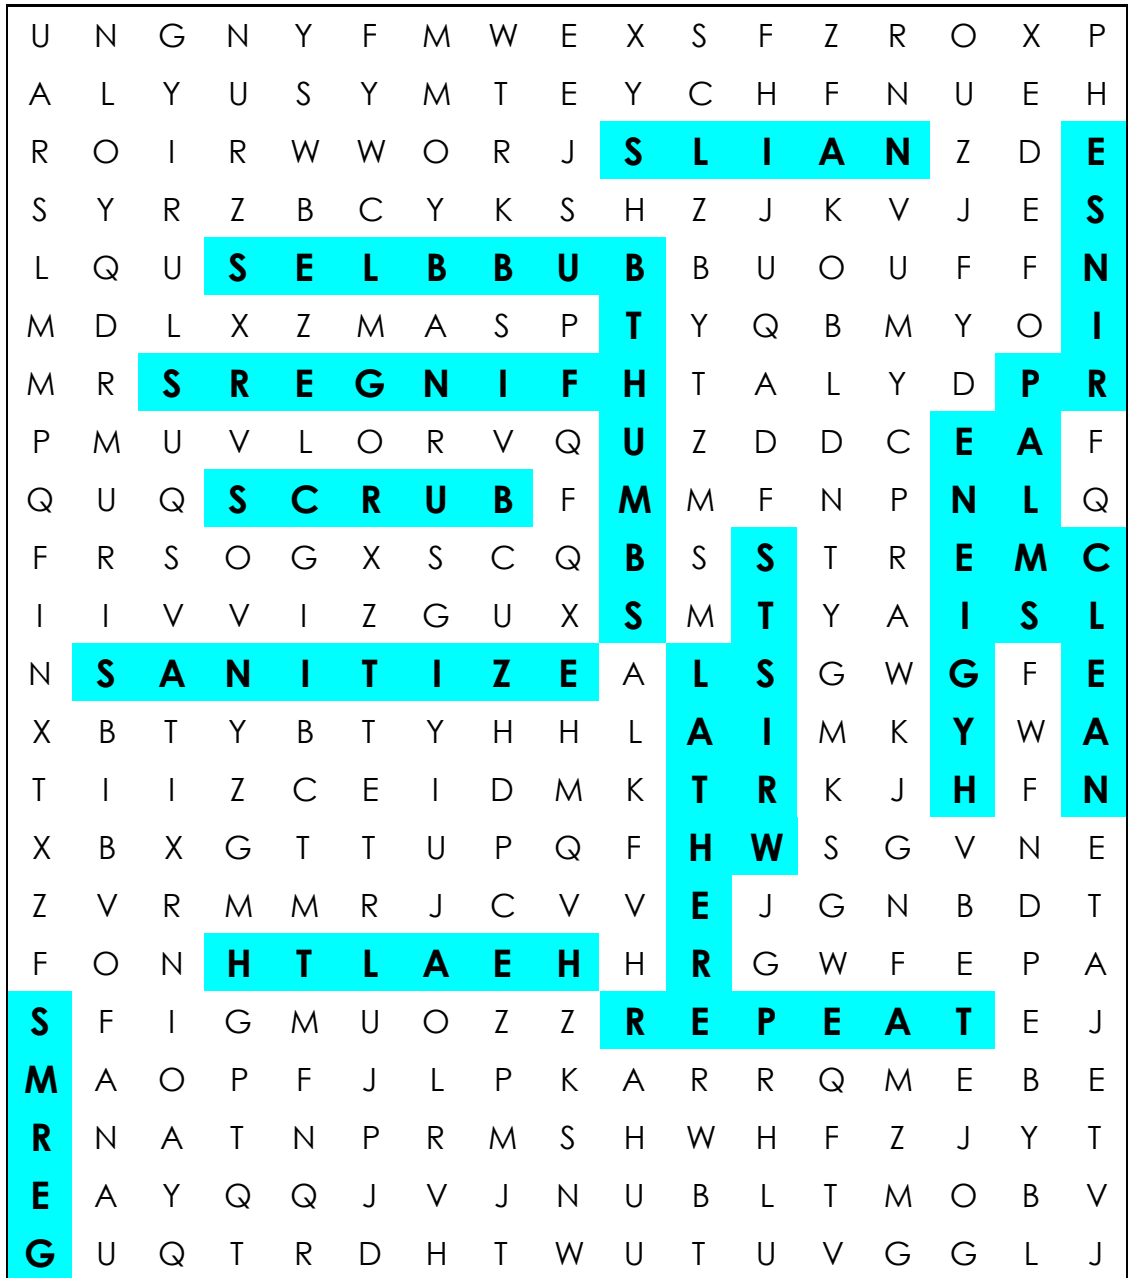 U N G N Y F M W E X S F Z R O X P
A L Y U S Y M T E Y C H F N U E H
R O I R W W O R J S L I A N Z D E
S Y R Z B C Y K S H Z J K V J E S
L Q U S E L B B U B B U O U F F N
M D L X Z M A S P T Y Q B M Y O I
M R S R E G N I F H T A L Y D P R
P M U V L O R V Q U Z D D C E A F
Q U Q S C R U B F M M F N P N L Q
F R S O G X S C Q B S S T R E M C
I I V V I Z G U X S M T Y A I S L
N S A N I T I Z E A L S G W G F E
X B T Y B T Y H H L A I M K Y W A
T I I Z C E I D M K T R K J H F N
X B X G T T U P Q F H W S G V N E
Z V R M M R J C V V E J G N B D T
F O N H T L A E H H R G W F E P A
S F I G M U O Z Z R E P E A T E J
M A O P F J L P K A R R Q M E B E
R N A T N P R M S H W H F Z J Y T
E A Y Q Q J V J N U B L T M O B V
G U Q T R D H T W U T U V G G L J